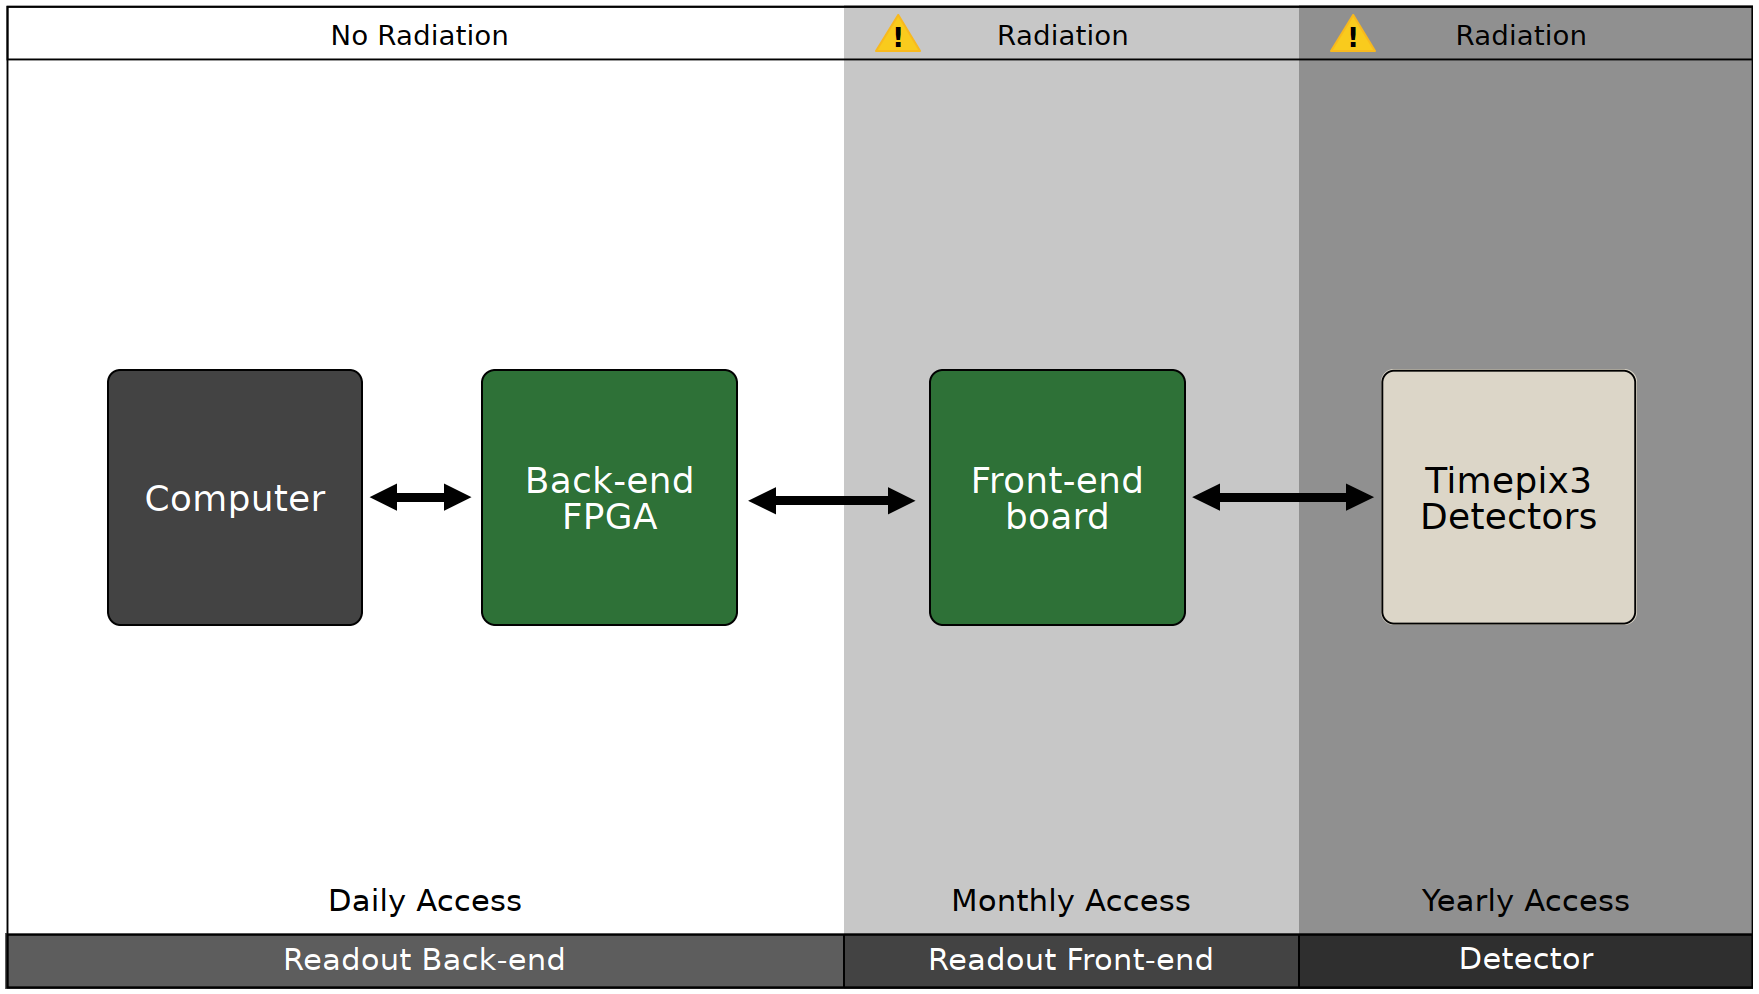 No Radiation
! Radiation
! Radiation
Computer
Back-end
FPGA
Front-end
board
Timepix3
Detectors
Daily Access
Monthly Access
Yearly Access
Readout Back-end
Readout Front-end
Detector